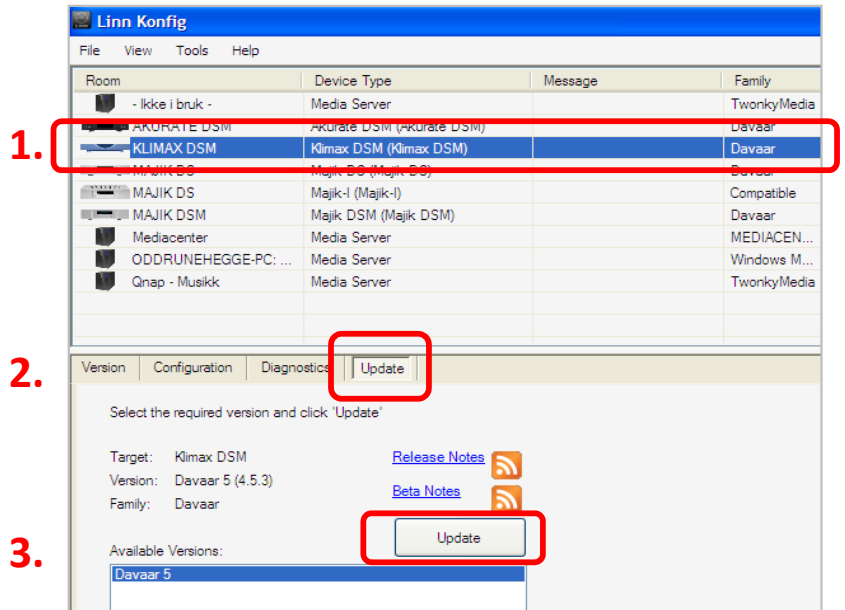 Linn Konfig
File View Tools Help
Room Device Type Message Family
- Ikke i bruk - Media Server TwonkyMedia
1.
AKURATE DSM Akurate DSM (Akurate DSM) Davaar
KLIMAX DSM Klimax DSM (Klimax DSM) Davaar
MAJIK DS Majik DS (Majik DS) Davaar
MAJIK DS Majik-I (Majik-I) Compatible
MAJIK DSM Majik DSM (Majik DSM) Davaar
Mediacenter Media Server MEDIACEN...
ODDRUNEHEGGE-PC: ... Media Server Windows M...
Qnap - Musikk Media Server TwonkyMedia
2.
Version Configuration Diagnostics Update
Select the required version and click 'Update'
Target: Klimax DSM Release Notes
Version: Davaar 5 (4.5.3)
Beta Notes
Family: Davaar
3.
Update
Available Versions:
Davaar 5